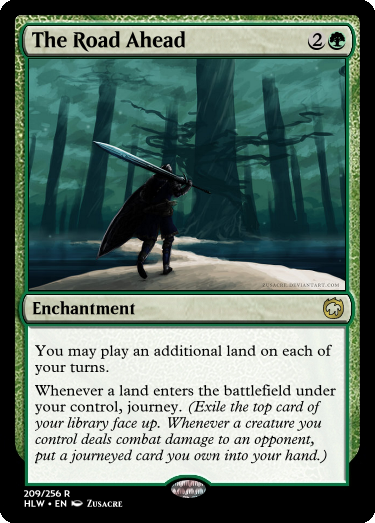 The Road Ahead 2
ZUSACRE.DEVIANTART.COM
Enchantment
You may play an additional land on each of
your turns.
Whenever a land enters the battlefield under
your control, journey. (Exile the top card of
your library face up. Whenever a creature you
control deals combat damage to an opponent,
put a journeyed card you own into your hand.)
209/256 R
HLW • EN ZUSACRE